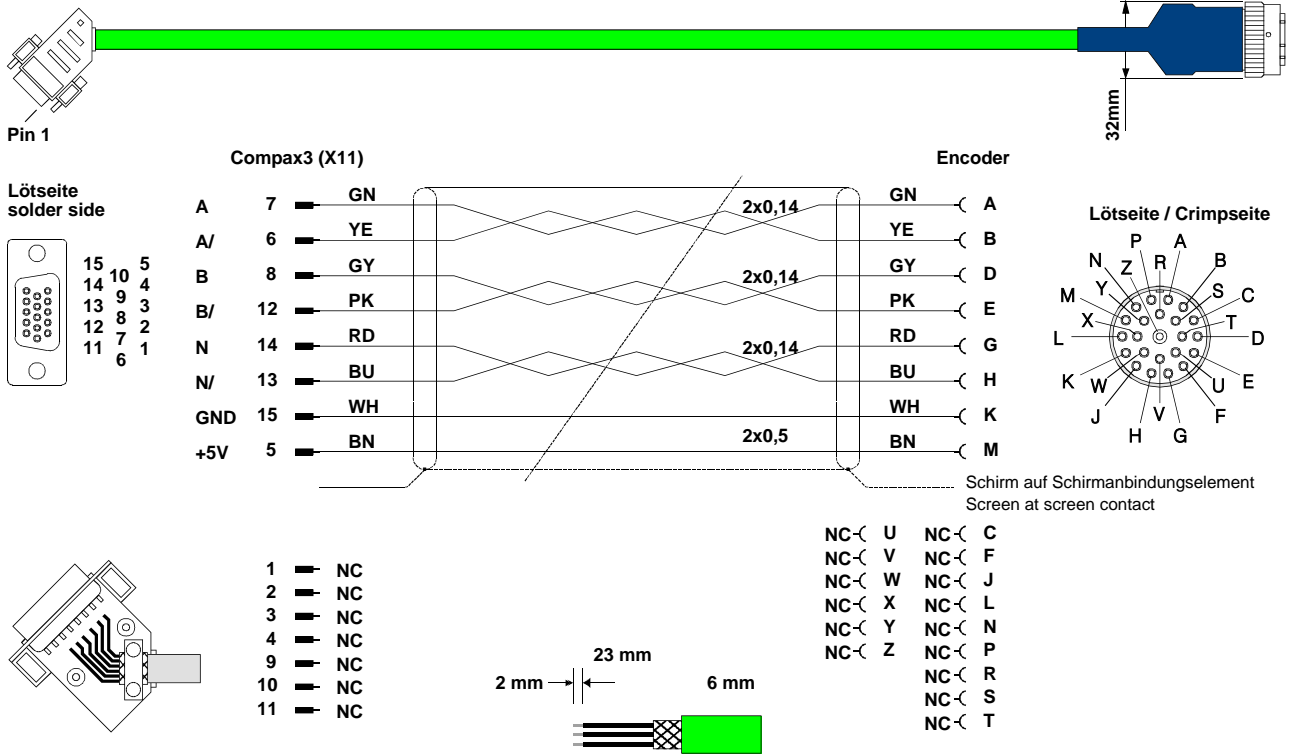 32mm
Pin 1
Compax3 (X11)
Encoder
Lötseite
solder side
Lötseite / Crimpseite
A 7 GN 2x0,14 GN A
A/ 6 YE YE B
B 8 GY 2x0,14 GY D
B/ 12 PK PK E
N 14 RD 2x0,14 RD G
N/ 13 BU BU H
GND 15 WH WH K
+5V 5 BN 2x0,5 BN M
15 10 5
14 9 4
13 8 3
12 7 2
11 6 1
P R A
N Z B
M Y S C
X T
L D
K W U E
J V F
H G
Schirm auf Schirmanbindungselement
Screen at screen contact
NC U NC C
NC V NC F
NC W NC J
NC X NC L
NC Y NC N
NC Z NC P
NC R
NC S
NC T
1 NC
2 NC
3 NC
4 NC
9 NC
10 NC
11 NC
23 mm
2 mm 6 mm